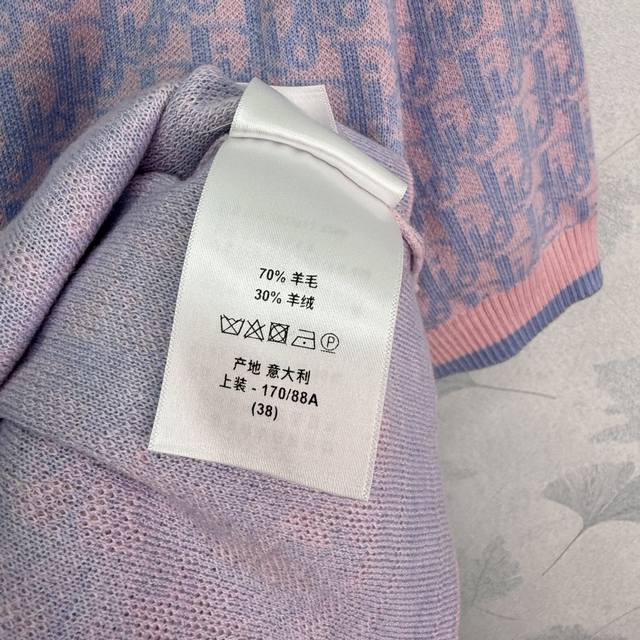 70% 羊毛
30% 羊绒
P
产地 意大利
上装 - 170/88A
(38)